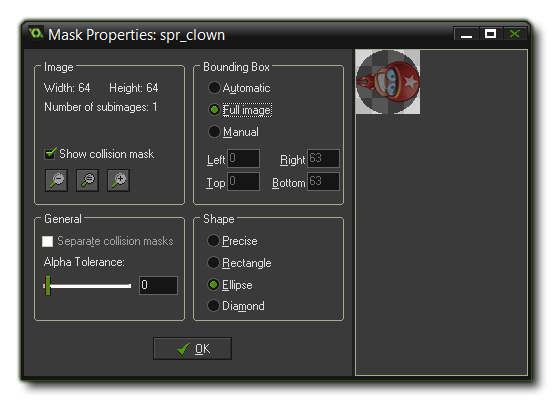 Mask Properties: spr_clown
Image
Width: 64 Height: 64
Number of subimages: 1
Show collision mask
Bounding Box
Automatic
Full image
Manual
Left 0 Right 63
Top 0 Bottom 63
General
Separate collision masks
Alpha Tolerance:
0
Shape
Precise
Rectangle
Ellipse
Diamond
OK